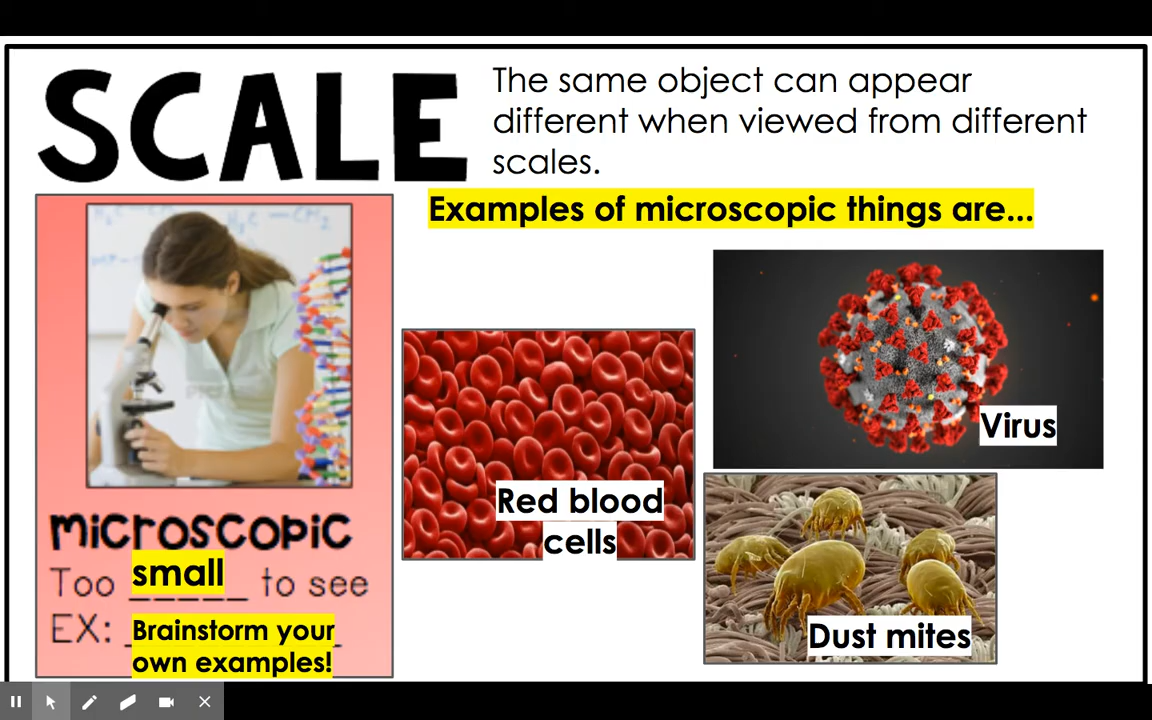 SCALE
The same object can appear
different when viewed from different
scales.
Examples of microscopic things are...
microscopic
Too small to see
EX: Brainstorm your
own examples!
Red blood
cells
Virus
Dust mites